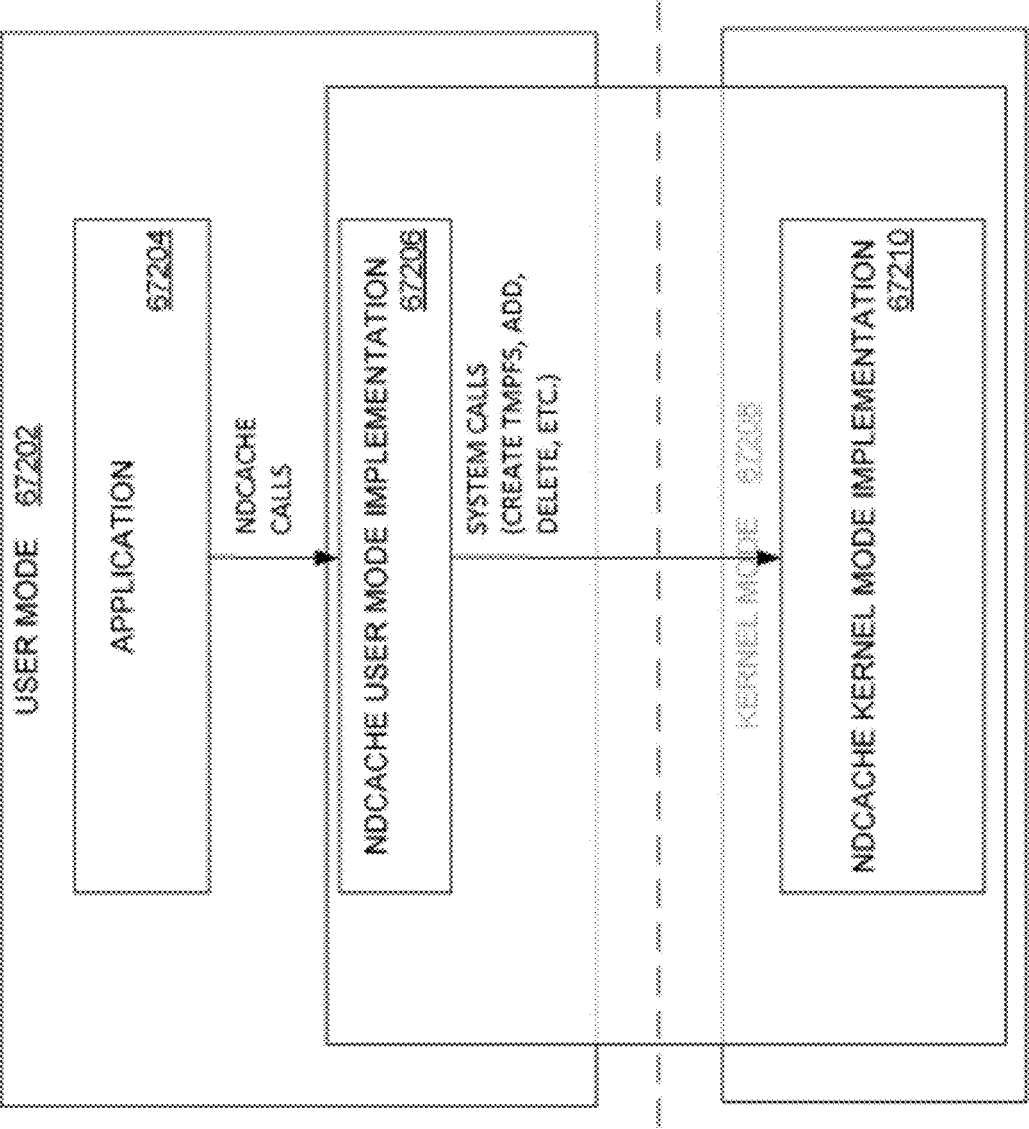 USER MODE 67202
APPLICATION
67204
NDCACHE
CALLS
NDCACHE USER MODE IMPLEMENTATION
67206
SYSTEM CALLS
(CREATE TMPFS, ADD,
DELETE, ETC.)
KERNEL MODE 67208
NDCACHE KERNEL MODE IMPLEMENTATION
67210